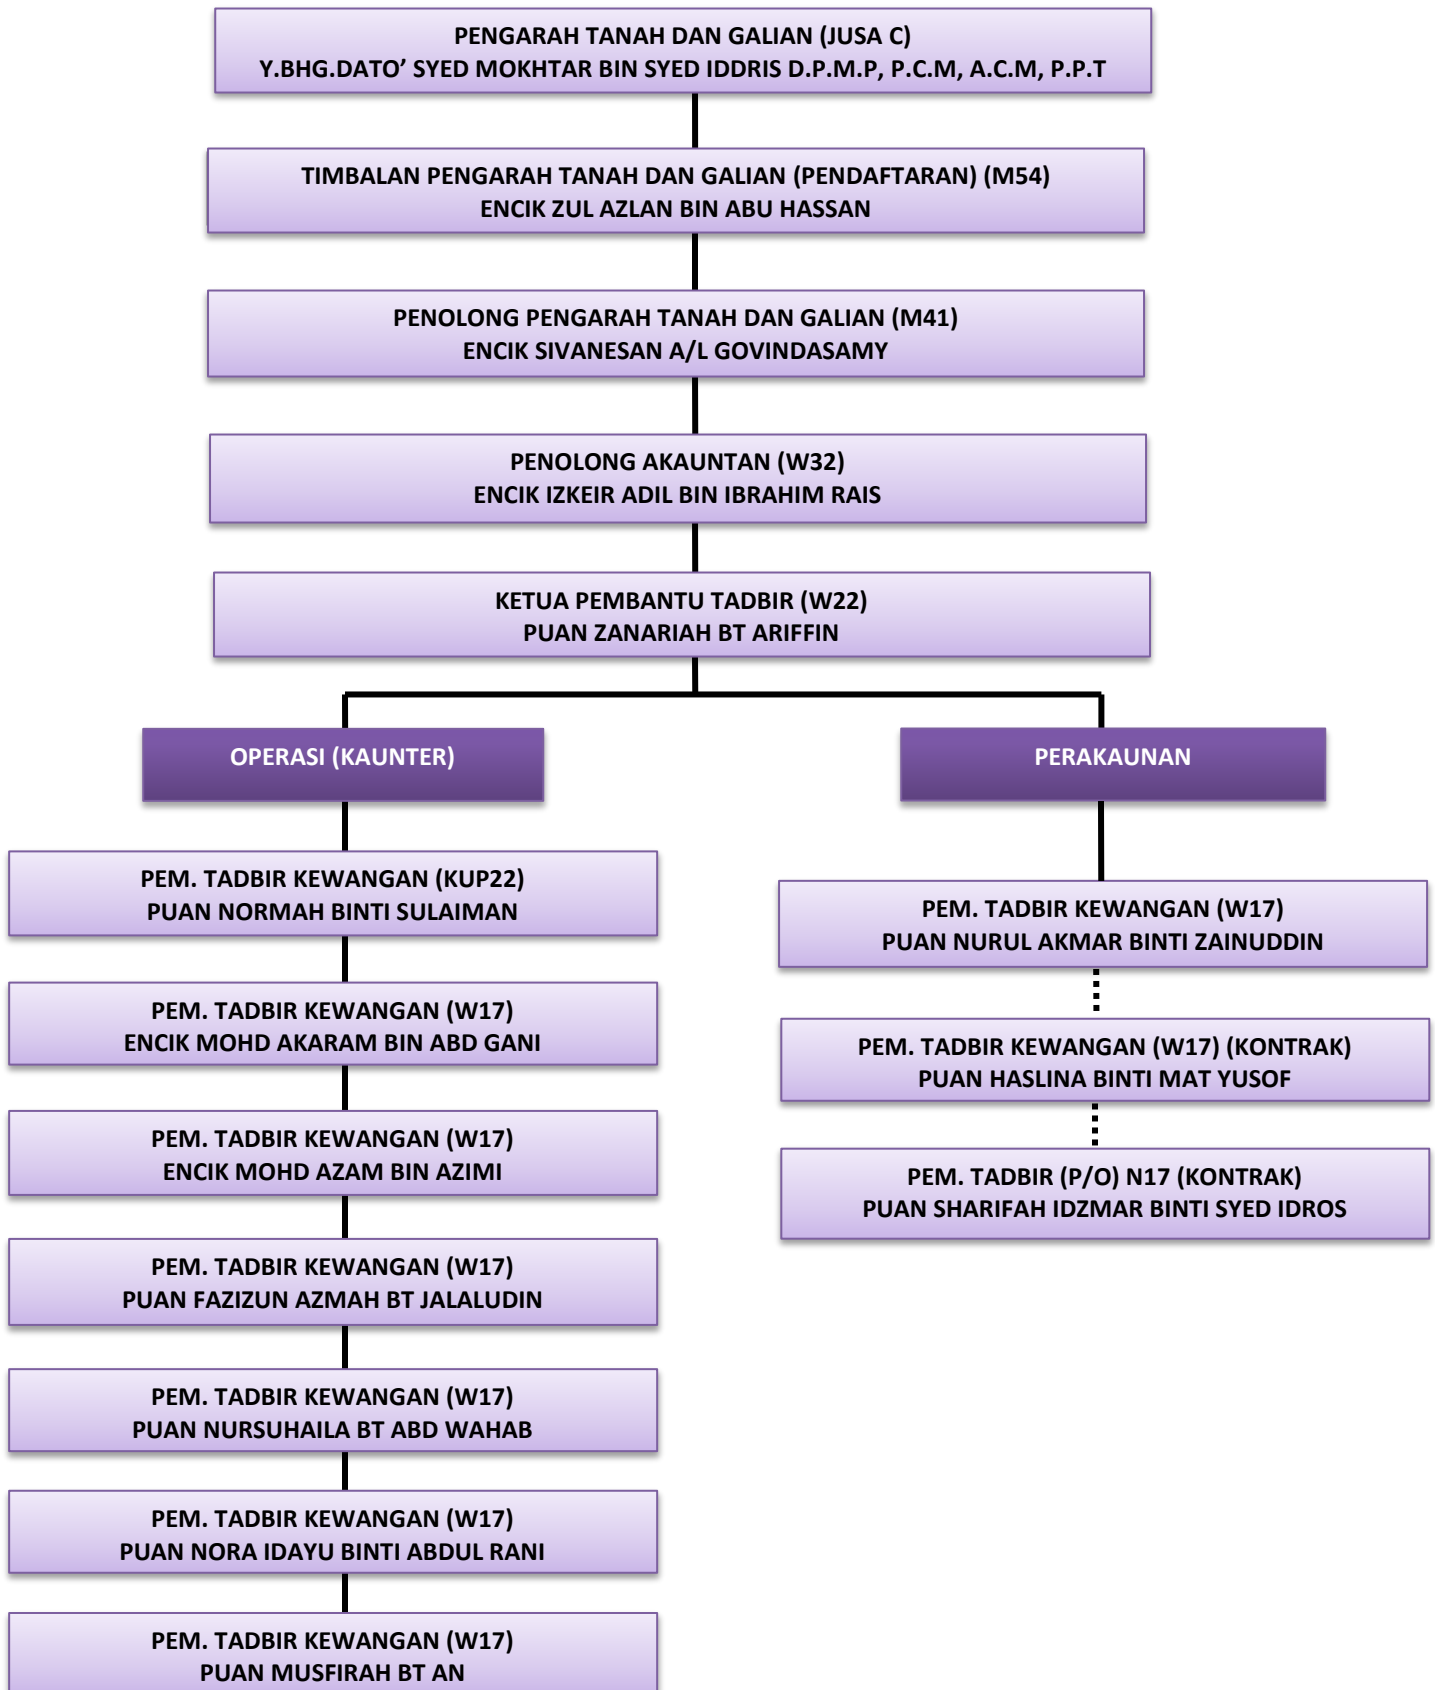 PENGARAH TANAH DAN GALIAN (JUSA C)
Y.BHG.DATO’ SYED MOKHTAR BIN SYED IDDRIS D.P.M.P, P.C.M, A.C.M, P.P.T
TIMBALAN PENGARAH TANAH DAN GALIAN (PENDAFTARAN) (M54)
ENCIK ZUL AZLAN BIN ABU HASSAN
PENOLONG PENGARAH TANAH DAN GALIAN (M41)
ENCIK SIVANESAN A/L GOVINDASAMY
PENOLONG AKAUNTAN (W32)
ENCIK IZKEIR ADIL BIN IBRAHIM RAIS
KETUA PEMBANTU TADBIR (W22)
PUAN ZANARIAH BT ARIFFIN
OPERASI (KAUNTER)
PEM. TADBIR KEWANGAN (KUP22)
PUAN NORMAH BINTI SULAIMAN
PEM. TADBIR KEWANGAN (W17)
ENCIK MOHD AKARAM BIN ABD GANI
PEM. TADBIR KEWANGAN (W17)
ENCIK MOHD AZAM BIN AZIMI
PEM. TADBIR KEWANGAN (W17)
PUAN FAZIZUN AZMAH BT JALALUDIN
PEM. TADBIR KEWANGAN (W17)
PUAN NURSUHAILA BT ABD WAHAB
PEM. TADBIR KEWANGAN (W17)
PUAN NORA IDAYU BINTI ABDUL RANI
PEM. TADBIR KEWANGAN (W17)
PUAN MUSFIRAH BT AN
PERAKAUNAN
PEM. TADBIR KEWANGAN (W17)
PUAN NURUL AKMAR BINTI ZAINUDDIN
PEM. TADBIR KEWANGAN (W17) (KONTRAK)
PUAN HASLINA BINTI MAT YUSOF
PEM. TADBIR (P/O) N17 (KONTRAK)
PUAN SHARIFAH IDZMAR BINTI SYED IDROS